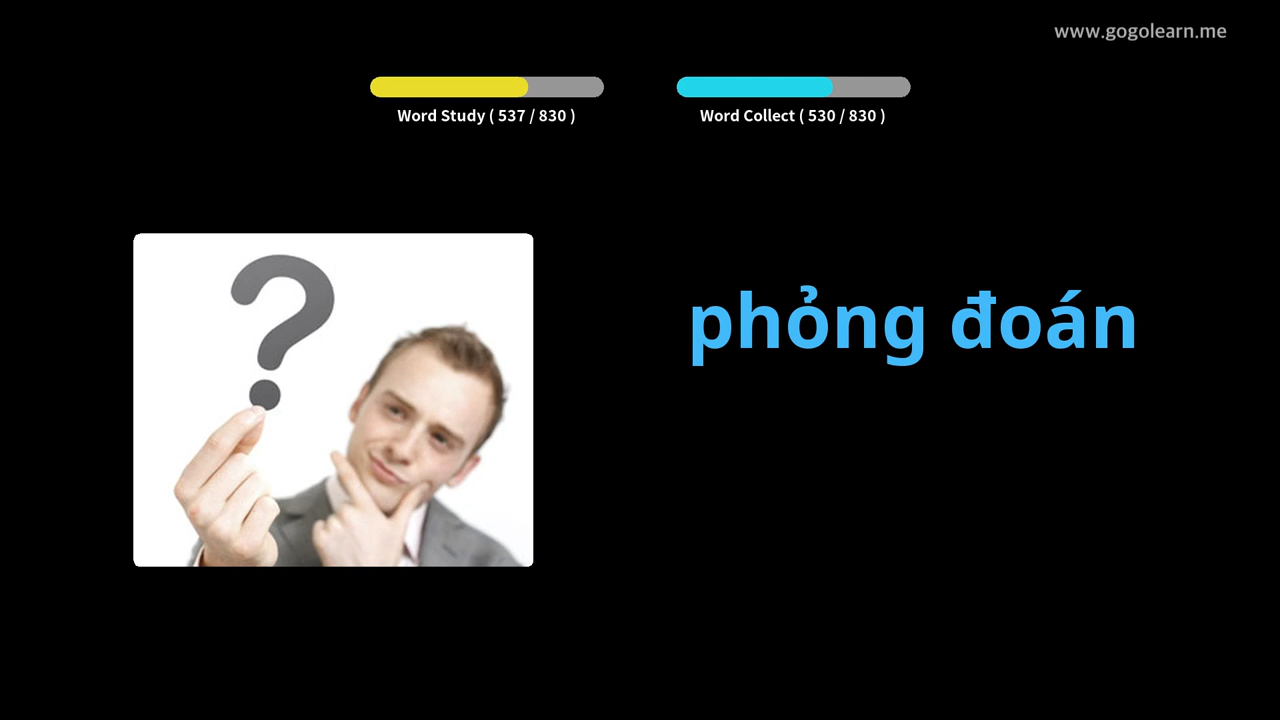 www.gogolearn.me
Word Study ( 537 / 830 )
Word Collect ( 530 / 830 )
?
phỏng đoán